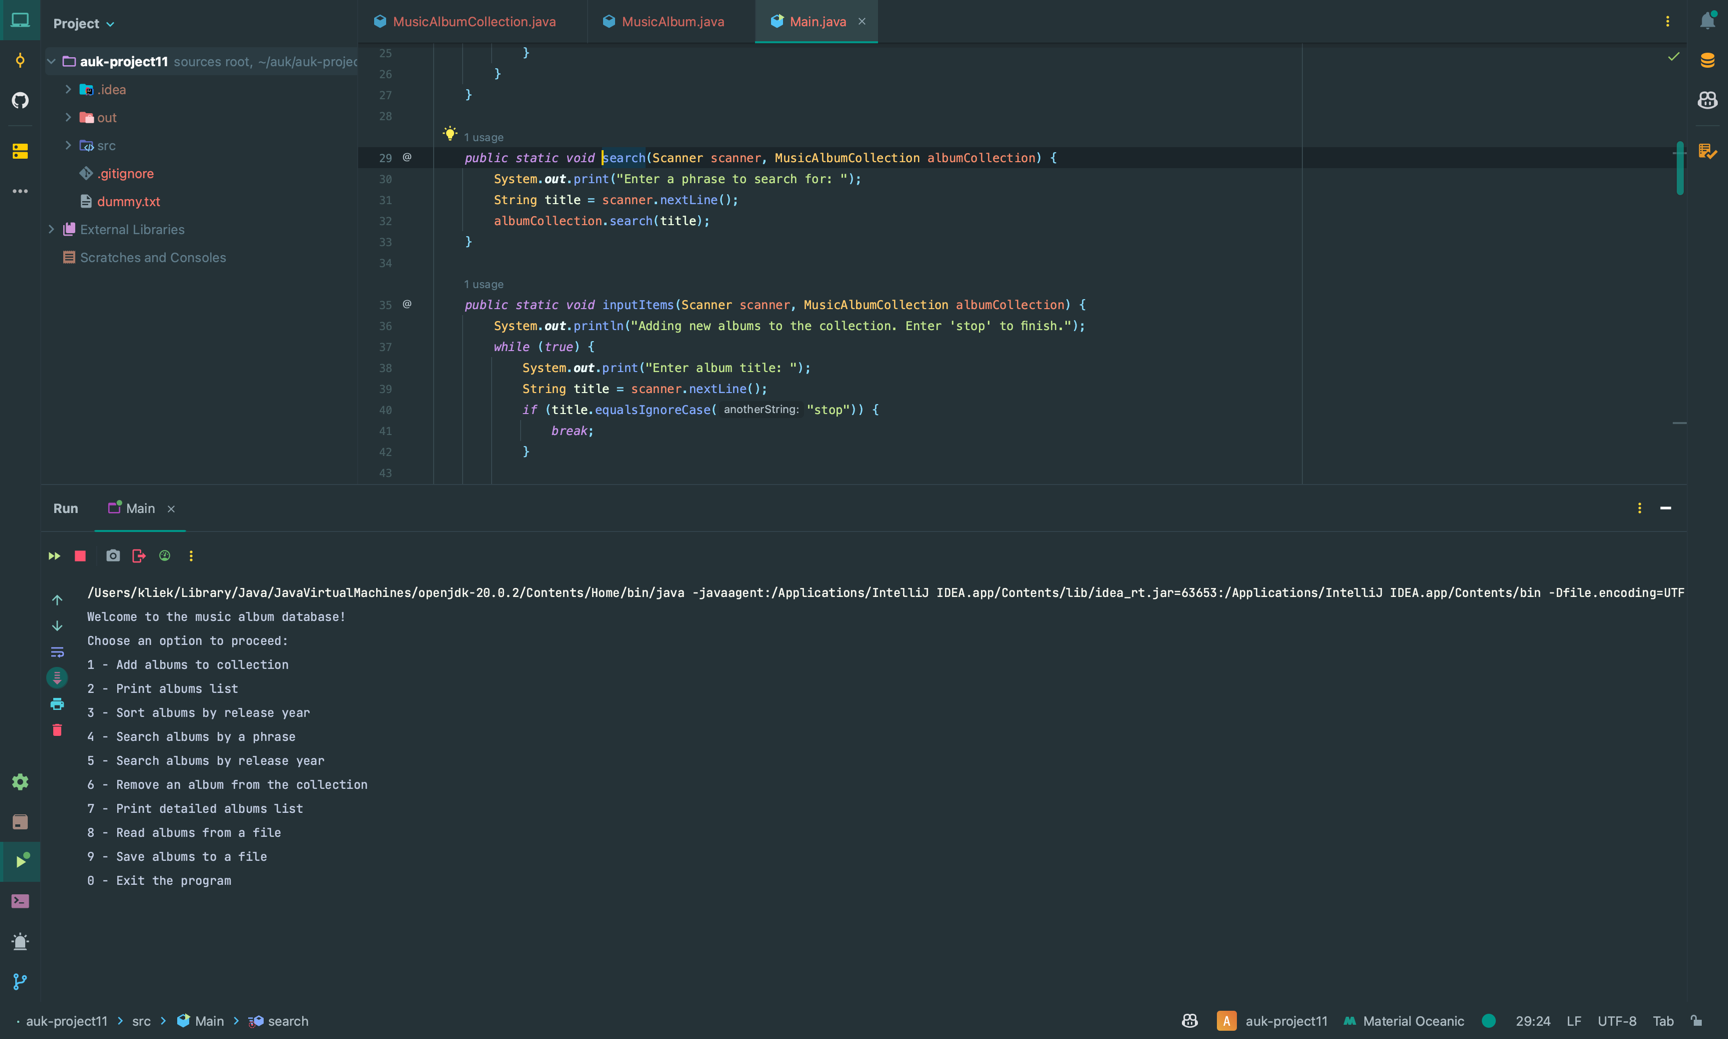 Project
MusicAlbumCollection.java
MusicAlbum.java
Main.java
auk-project11 sources root, ~/auk/auk-projec
.idea
out
src
.gitignore
dummy.txt
External Libraries
Scratches and Consoles
25 }
26 }
27 }
28
1 usage
29 @ public static void search(Scanner scanner, MusicAlbumCollection albumCollection) {
30 System.out.print("Enter a phrase to search for: ");
31 String title = scanner.nextLine();
32 albumCollection.search(title);
33 }
34
1 usage
35 @ public static void inputItems(Scanner scanner, MusicAlbumCollection albumCollection) {
36 System.out.println("Adding new albums to the collection. Enter 'stop' to finish.");
37 while (true) {
38 System.out.print("Enter album title: ");
39 String title = scanner.nextLine();
40 if (title.equalsIgnoreCase( anotherString: "stop")) {
41 break;
42 }
43
Run
Main
/Users/kliek/Library/Java/JavaVirtualMachines/openjdk-20.0.2/Contents/Home/bin/java -javaagent:/Applications/IntelliJ IDEA.app/Contents/lib/idea_rt.jar=63653:/Applications/IntelliJ IDEA.app/Contents/bin -Dfile.encoding=UTF
Welcome to the music album database!
Choose an option to proceed:
1 - Add albums to collection
2 - Print albums list
3 - Sort albums by release year
4 - Search albums by a phrase
5 - Search albums by release year
6 - Remove an album from the collection
7 - Print detailed albums list
8 - Read albums from a file
9 - Save albums to a file
0 - Exit the program
auk-project11 > src > Main > search
A auk-project11
Material Oceanic
29:24 LF UTF-8 Tab